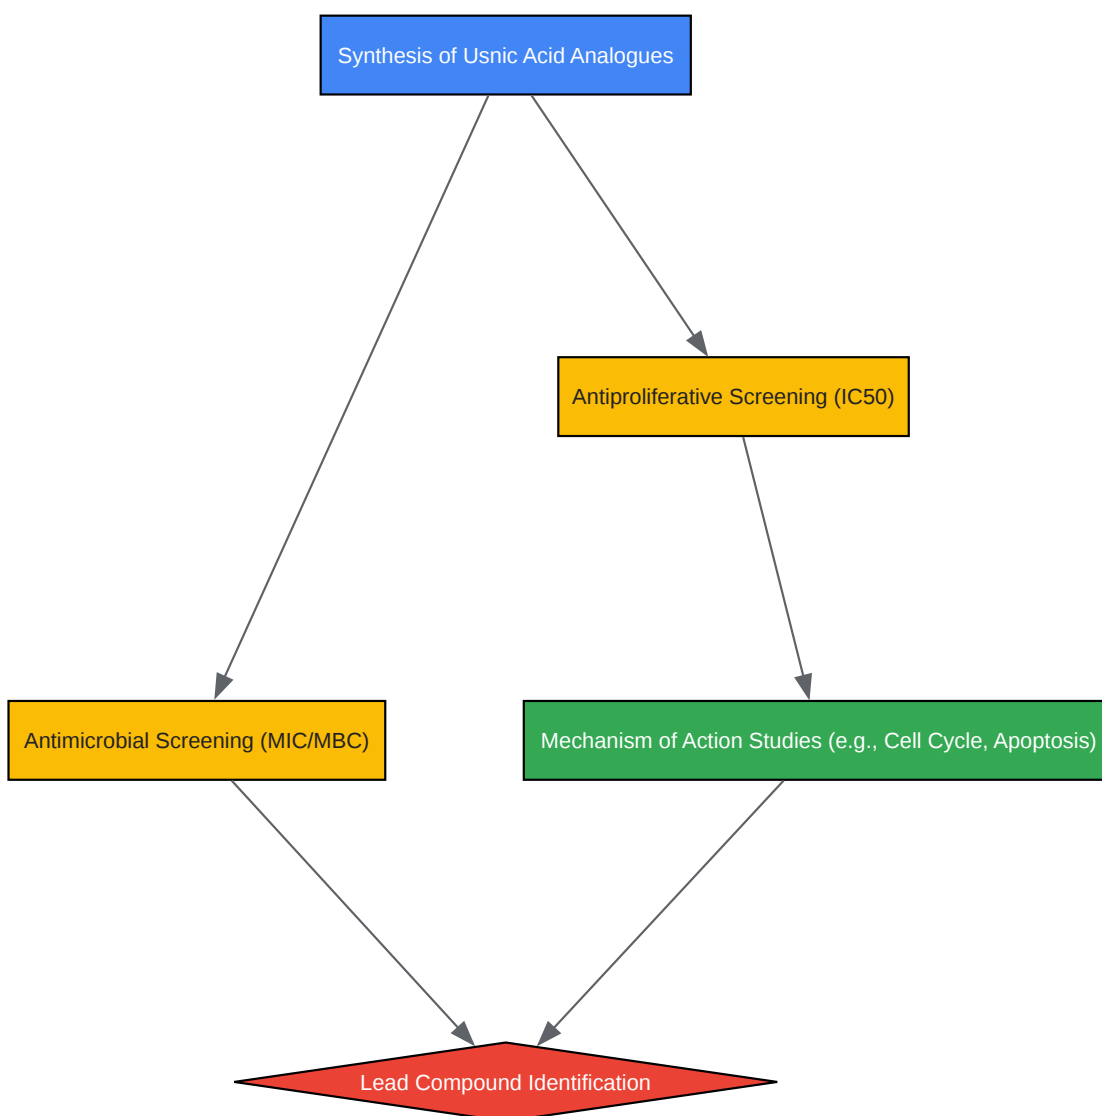 Synthesis of Usnic Acid Analogues
Antiproliferative Screening (IC50)
Antimicrobial Screening (MIC/MBC)
Mechanism of Action Studies (e.g., Cell Cycle, Apoptosis)
Lead Compound Identification